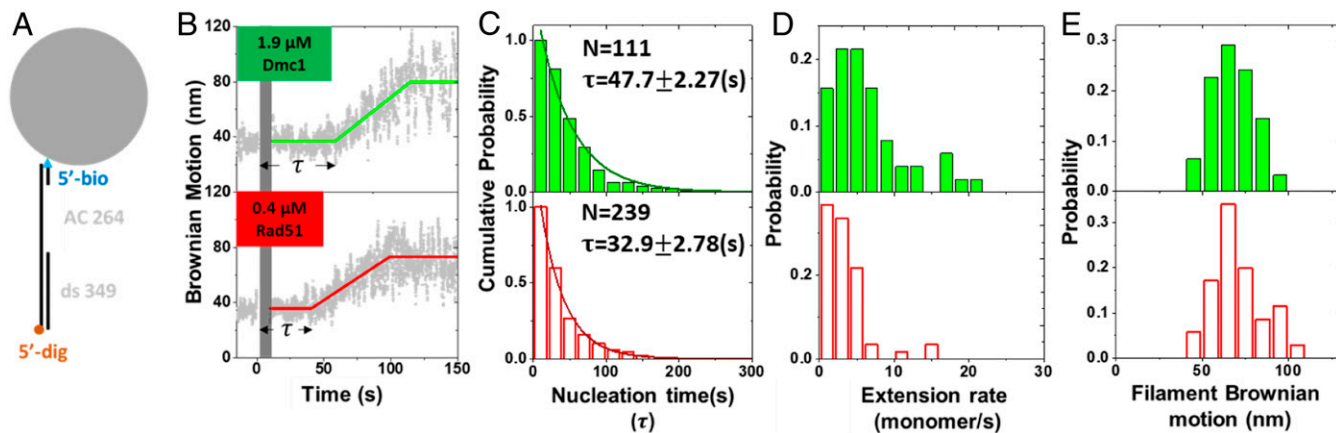 A
5'-bio
AC 264
ds 349
5'-dig
B
Brownian Motion (nm)
120
80
40
1.9 μM
Dmc1
τ
120
80
40
0
0.4 μM
Rad51
τ
0
50
100
150
Time (s)
C
Cumulative Probability
1.0
0.5
0.0
N=111
τ=47.7±2.27(s)
1.0
0.5
0.0
N=239
τ=32.9±2.78(s)
0
100
200
300
Nucleation time(s)
(τ)
D
Probability
0.2
0.1
0.0
0.2
0.0
0
10
20
30
Extension rate
(monomer/s)
E
Probability
0.3
0.2
0.1
0.0
0.3
0.2
0.1
0.0
50
100
Filament Brownian
motion (nm)